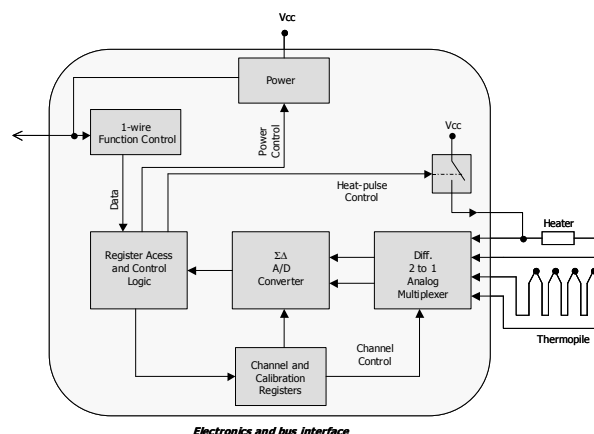 Vcc
Power
1-wire
Function Control
Power
Control
Vcc
Data
Heat-pulse
Control
Heater
Register Acess
and Control
Logic
ΣΔ
A/D
Converter
Diff.
2 to 1
Analog
Multiplexer
Thermopile
Channel
Control
Channel and
Calibration
Registers
Electronics and bus interface